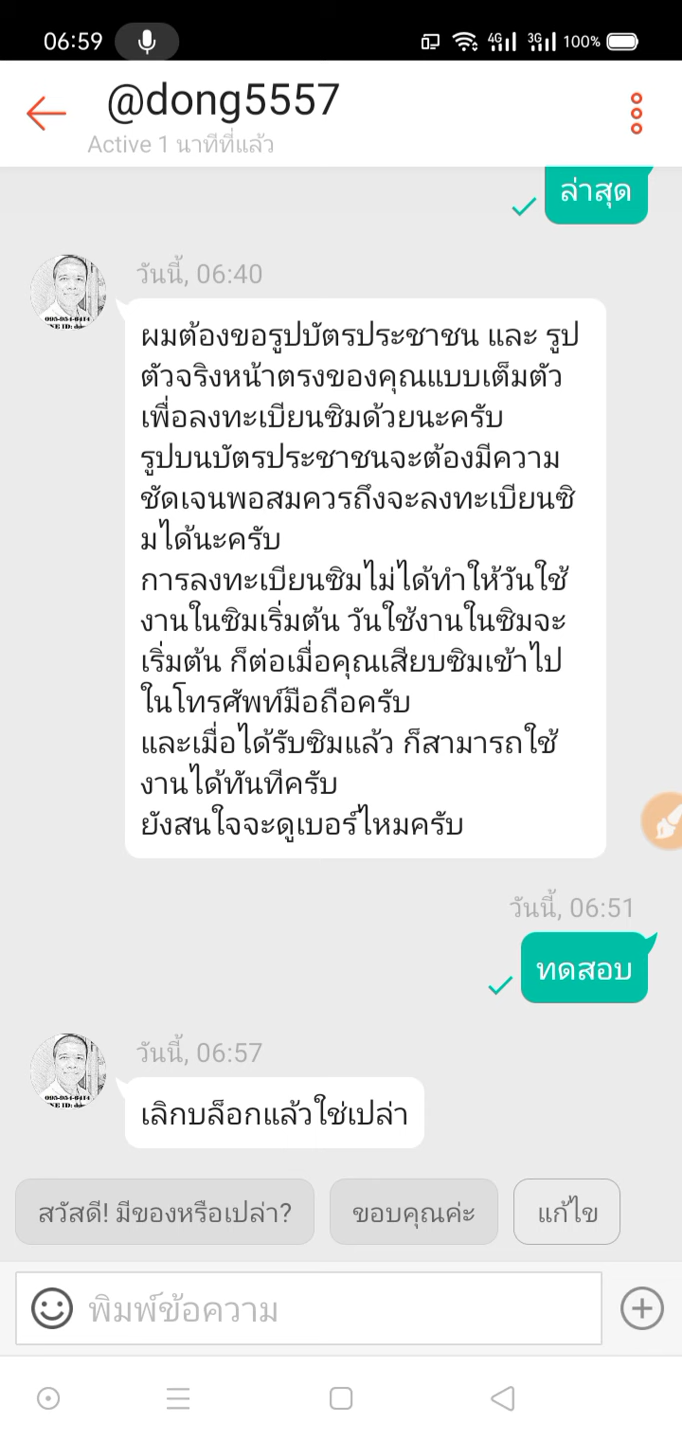 06:59
4G
3G
100%
@dong5557
Active 1 นาทีที่แล้ว
ล่าสุด
วันนี้, 06:40
ผมต้องขอรูปบัตรประชาชน และ รูป
ตัวจริงหน้าตรงของคุณแบบเต็มตัว
เพื่อลงทะเบียนซิมด้วยนะครับ
รูปบนบัตรประชาชนจะต้องมีความ
ชัดเจนพอสมควรถึงจะลงทะเบียนซิ
มได้นะครับ
การลงทะเบียนซิมไม่ได้ทำให้วันใช้
งานในซิมเริ่มต้น วันใช้งานในซิมจะ
เริ่มต้น ก็ต่อเมื่อคุณเสียบซิมเข้าไป
ในโทรศัพท์มือถือครับ
และเมื่อได้รับซิมแล้ว ก็สามารถใช้
งานได้ทันทีครับ
ยังสนใจจะดูเบอร์ไหมครับ
วันนี้, 06:51
ทดสอบ
วันนี้, 06:57
เลิกบล็อกแล้วใช่เปล่า
สวัสดี! มีของหรือเปล่า?
ขอบคุณค่ะ
แก้ไข
พิมพ์ข้อความ